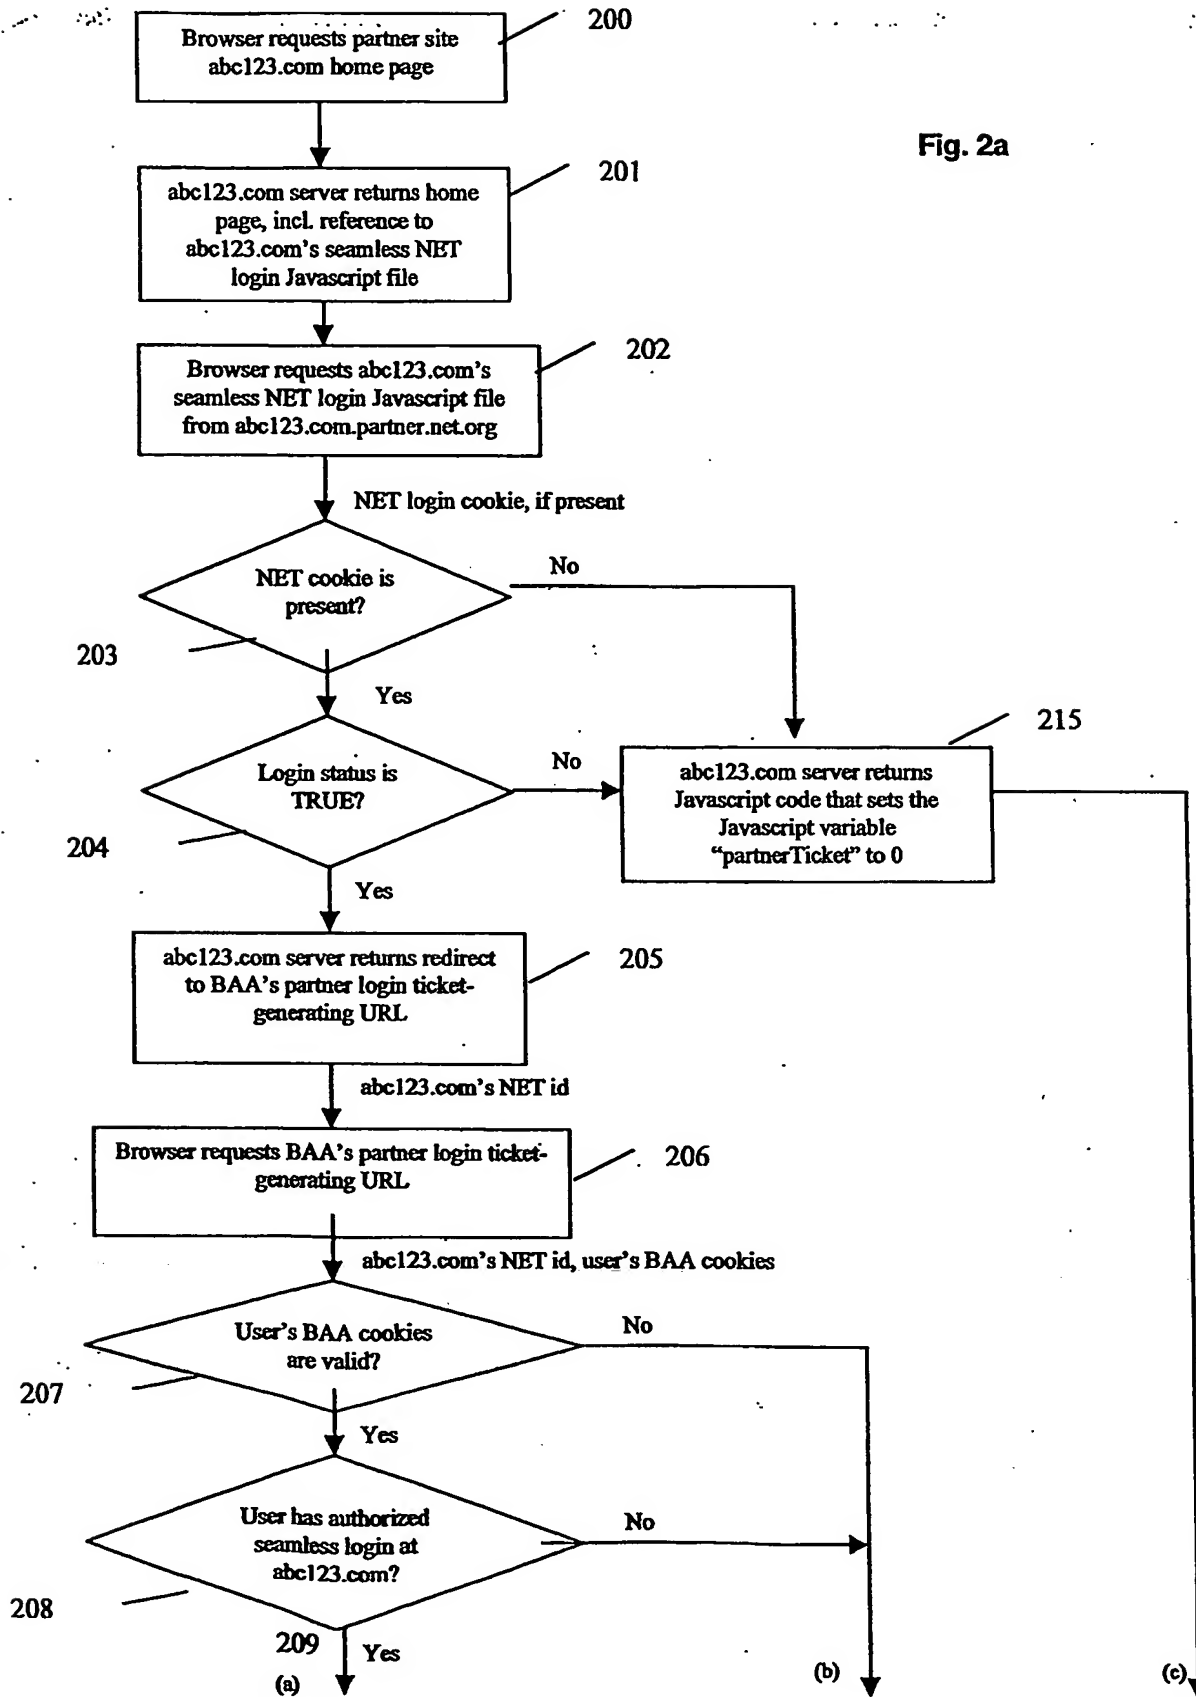 200
Browser requests partner site
abc123.com home page
Fig. 2a
201
abc123.com server returns home
page, incl. reference to
abc123.com's seamless NET
login Javascript file
202
Browser requests abc123.com's
seamless NET login Javascript file
from abc123.com.partner.net.org
NET login cookie, if present
NET cookie is
present?
No
203
Yes
215
Login status is
TRUE?
No
abc123.com server returns
Javascript code that sets the
Javascript variable
"partnerTicket" to 0
204
Yes
abc123.com server returns redirect
to BAA's partner login ticket-
generating URL
205
abc123.com's NET id
Browser requests BAA's partner login ticket-
generating URL
206
abc123.com's NET id, user's BAA cookies
User's BAA cookies
are valid?
No
207
Yes
User has authorized
seamless login at
abc123.com?
No
208
209
Yes
(a)
(b)
(c)